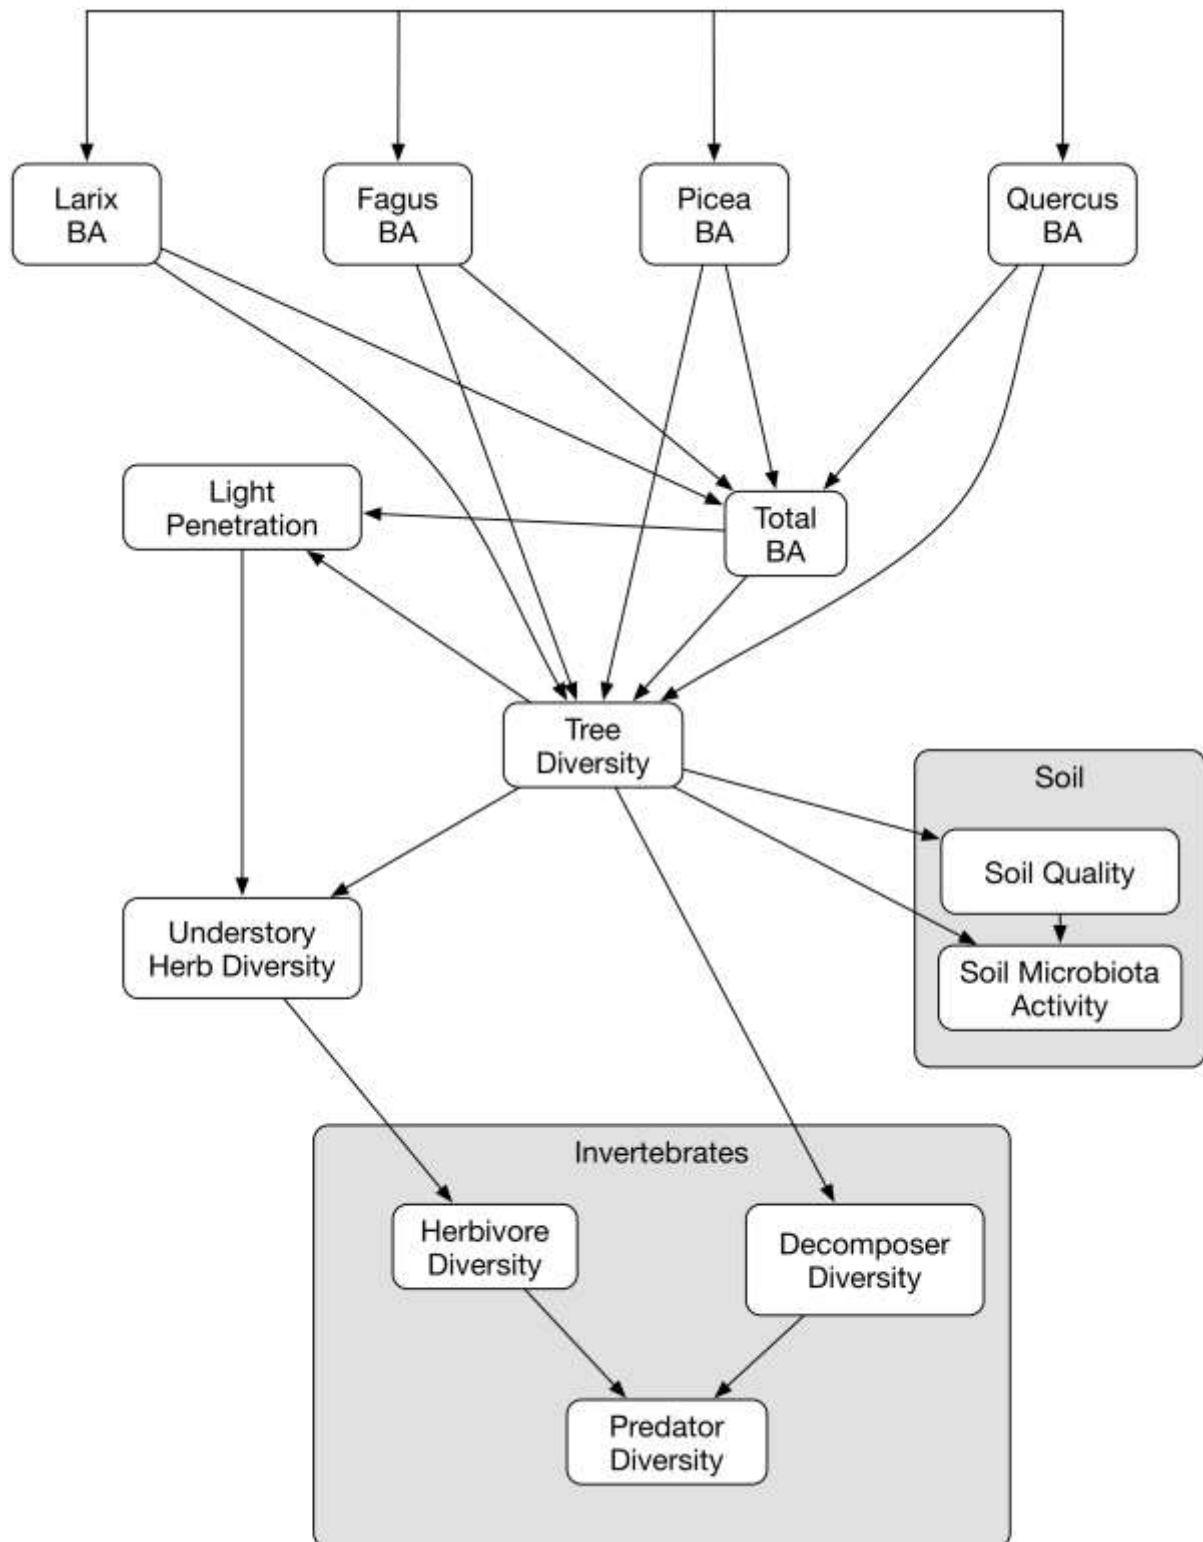 Larix
BA
Fagus
BA
Picea
BA
Quercus
BA
Light
Penetration
Total
BA
Tree
Diversity
Soil
Soil Quality
Soil Microbiota
Activity
Understory
Herb Diversity
Invertebrates
Herbivore
Diversity
Decomposer
Diversity
Predator
Diversity